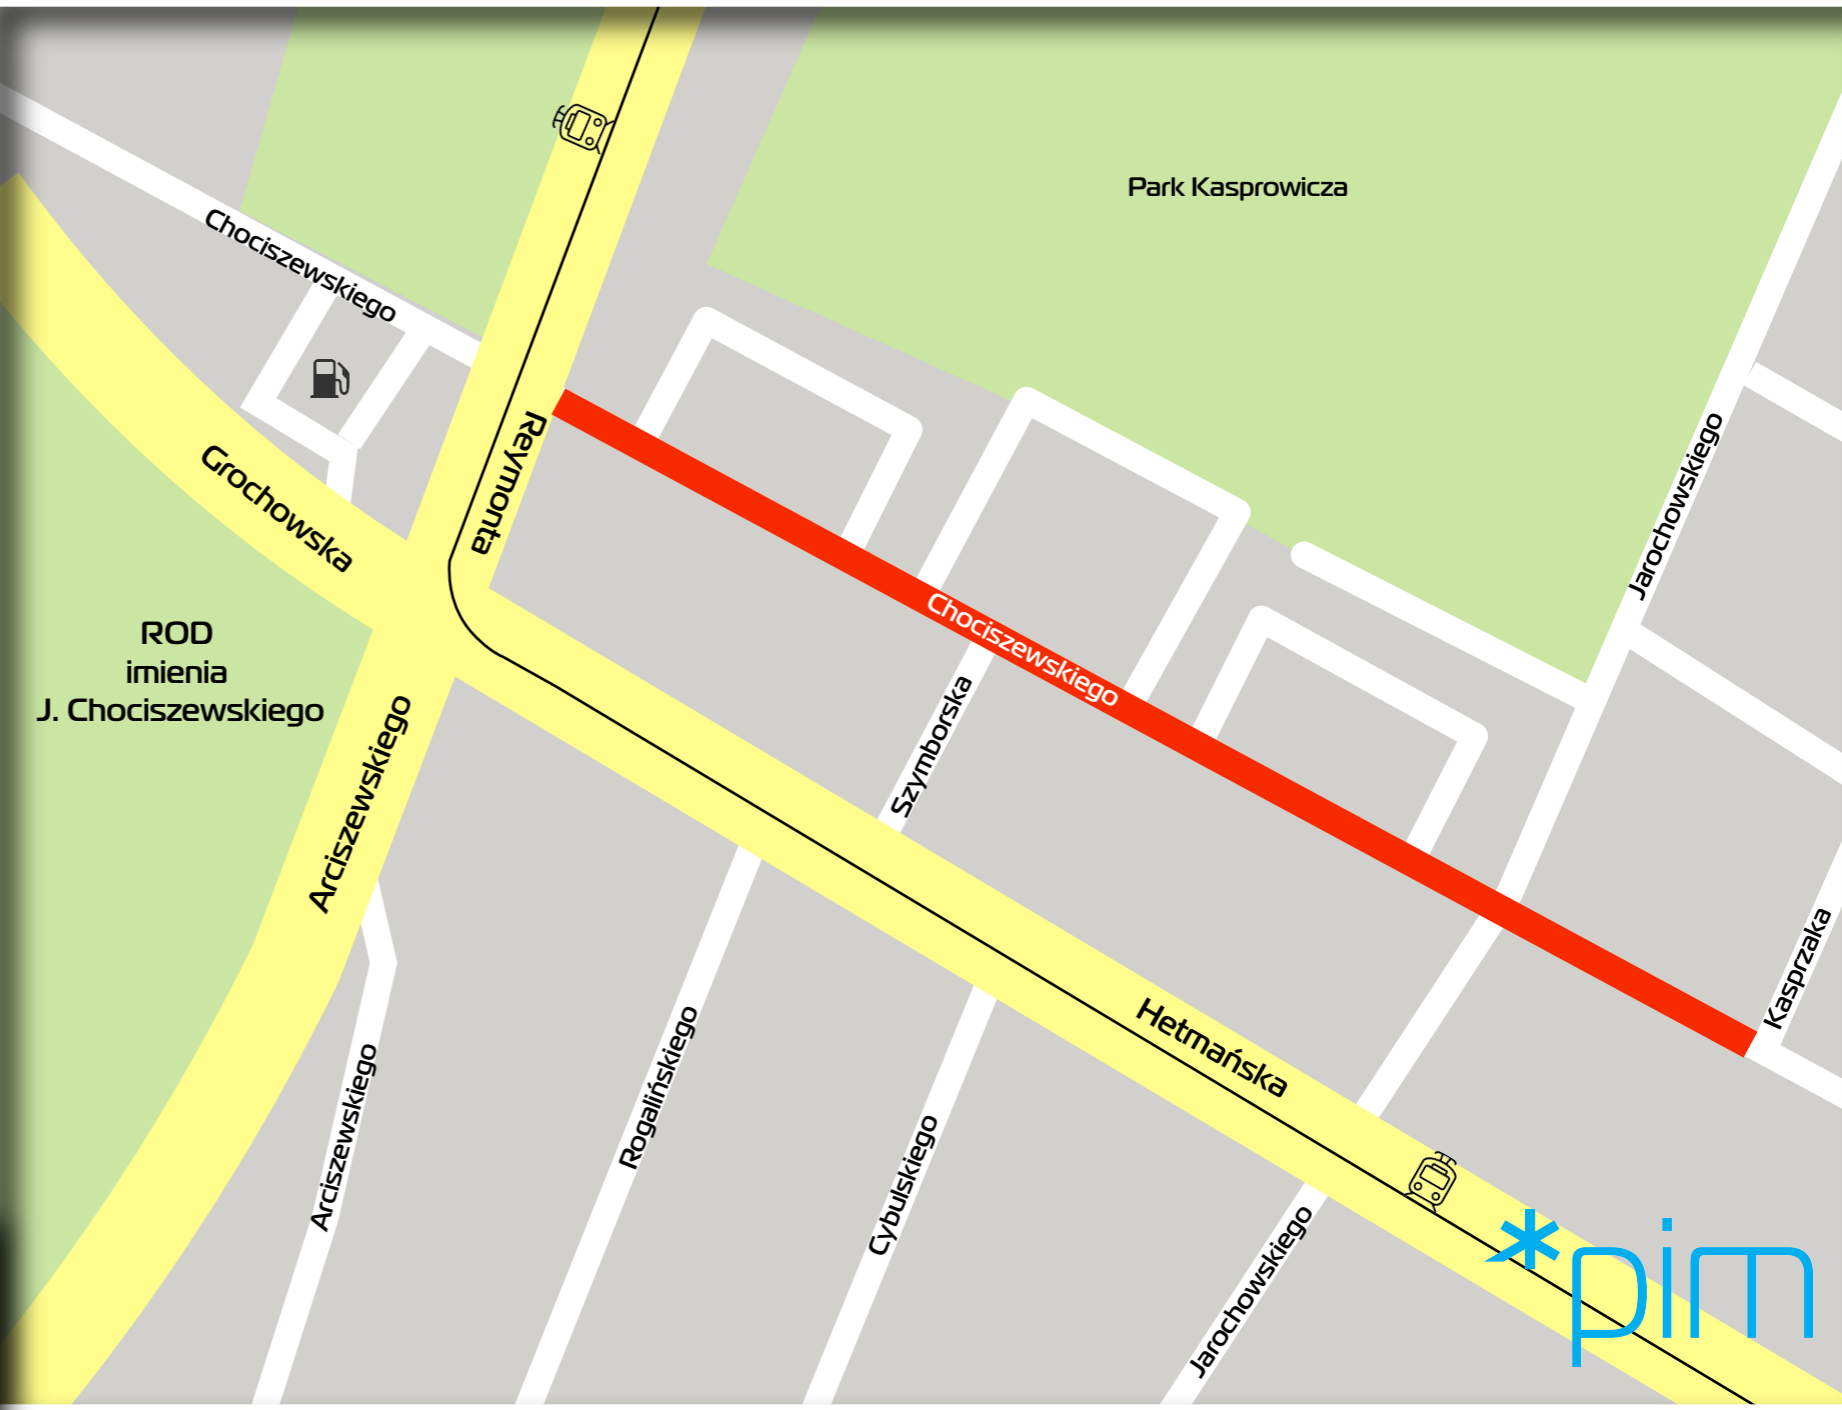 Park Kasprowicza
Chociszewskiego
Reymonta
Grochowska
Jarochowskiego
ROD
imienia
J. Chociszewskiego
Chociszewskiego
Szymborska
Arciszewskiego
Kasprzaka
Hetmańska
Rogalińskiego
Arciszewskiego
Cybulskiego
Jarochowskiego
*pim